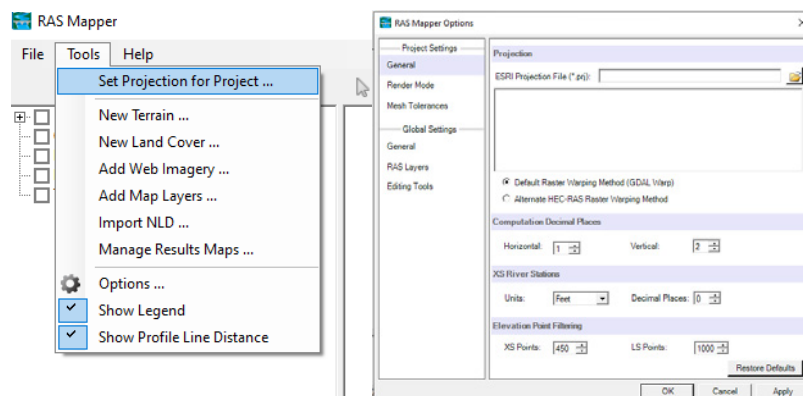 RAS Mapper
File Tools Help
Set Projection for Project ...
New Terrain ...
New Land Cover ...
Add Web Imagery ...
Add Map Layers ...
Import NLD ...
Manage Results Maps ...
Options ...
Show Legend
Show Profile Line Distance
RAS Mapper Options
Project Settings
General
Render Mode
Mesh Tolerances
Global Settings
General
RAS Layers
Editing Tools
Projection
ESRI Projection File (*.prj):
Default Raster Warping Method (GDAL Warp)
Alternate HEC-RAS Raster Warping Method
Computation Decimal Places
Horizontal: 1 Vertical: 2
XS River Stations
Units: Feet Decimal Places: 0
Elevation Point Filtering
XS Points: 450 LS Points: 1000
Restore Defaults
OK Cancel Apply